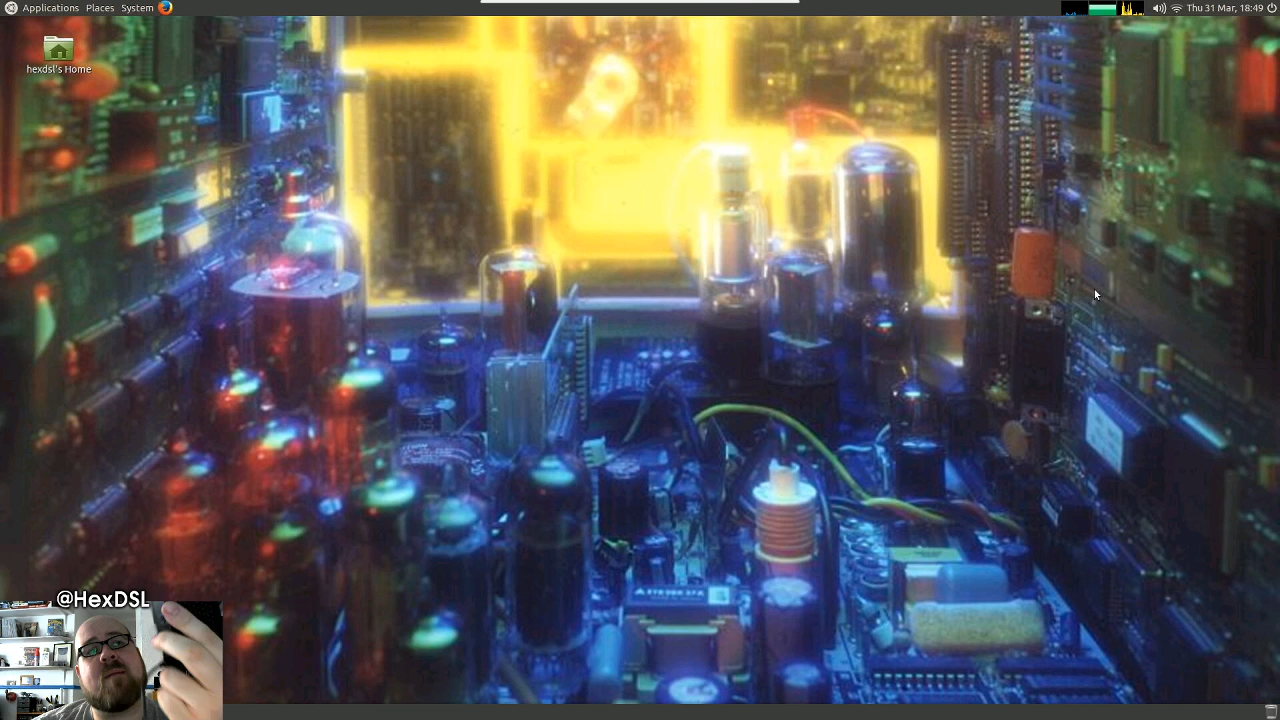 Applications Places System
Thu 31 Mar, 18:49
hexdsl's Home
@HexDSL